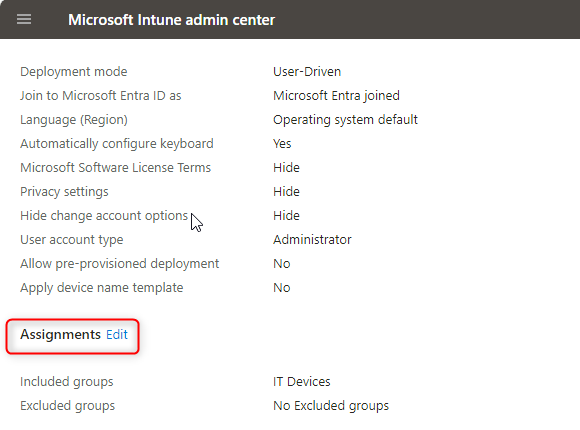 Microsoft Intune admin center
Deployment mode User-Driven
Join to Microsoft Entra ID as Microsoft Entra joined
Language (Region) Operating system default
Automatically configure keyboard Yes
Microsoft Software License Terms Hide
Privacy settings Hide
Hide change account options Hide
User account type Administrator
Allow pre-provisioned deployment No
Apply device name template No
Assignments Edit
Included groups IT Devices
Excluded groups No Excluded groups